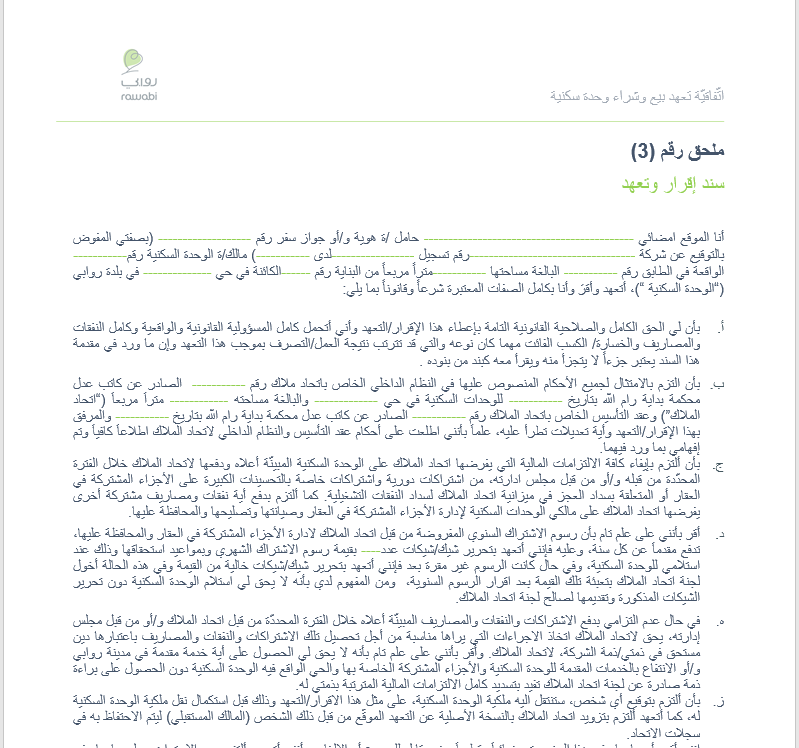 روابي
rawabi
اتّفاقيّة تعهد بيع وشراء وحدة سكنية
ملحق رقم (3)
سند إقرار وتعهد
أنا الموقع امضائي ------------------------------------------ حامل /ة هوية و/أو جواز سفر رقم ------------------- (بصفتي المفوض
بالتوقيع عن شركة ---------------------------------رقم تسجيل -----------------لدى -----------) مالك/ة الوحدة السكنية رقم-----------
الواقعة في الطابق رقم ----------- البالغة مساحتها -----------متراً مربعاً من البناية رقم ------الكائنة في حي -------------- في بلدة روابي
("الوحدة السكنية ")، أتعهد وأقرّ وأنا بكامل الصفات المعتبرة شرعاً وقانوناً بما يلي:
أ. بأن لي الحق الكامل والصلاحية القانونية التامة بإعطاء هذا الإقرار/التعهد وأني أتحمل كامل المسؤولية القانونية والواقعية وكامل النفقات
والمصاريف والخسارة/ الكسب الفائت مهما كان نوعه والتي قد تترتب نتيجة العمل/التصرف بموجب هذا التعهد وإن ما ورد في مقدمة
هذا السند يعتبر جزءاً لا يتجزأ منه ويقرأ معه كبند من بنوده .
ب. بأن التزم بالامتثال لجميع الأحكام المنصوص عليها في النظام الداخلي الخاص باتحاد ملاك رقم ----------- الصادر عن كاتب عدل
محكمة بداية رام الله بتاريخ ----------- للوحدات السكنية في حي ------------- والبالغة مساحته ------------ متراً مربعاً ("اتحاد
الملاك") وعقد التأسيس الخاص باتحاد الملاك رقم ----------- الصادر عن كاتب عدل محكمة بداية رام الله بتاريخ ----------- والمرفق
بهذا الإقرار/التعهد وأية تعديلات تطرأ عليه، علماً بأنني اطلعت على أحكام عقد التأسيس والنظام الداخلي لاتحاد الملاك اطلاعاً كافياً وتم
إفهامي بما ورد فيهما.
ج. بأن ألتزم بإيفاء كافة الالتزامات المالية التي يفرضها اتحاد الملاك على الوحدة السكنية المبيّنة أعلاه ودفعها لاتحاد الملاك خلال الفترة
المحدّدة من قبله و/أو من قبل مجلس ادارته، من اشتراكات دورية واشتراكات خاصة بالتحسينات الكبيرة على الأجزاء المشتركة في
العقار أو المتعلقة بسداد العجز في ميزانية اتحاد الملاك لسداد النفقات التشغيلية. كما ألتزم بدفع أية نفقات ومصاريف مشتركة أخرى
يفرضها اتحاد الملاك على مالكي الوحدات السكنية لإدارة الأجزاء المشتركة في العقار وصيانتها وتصليحها والمحافظة عليها.
د. أقر بأنني على علم تام بأن رسوم الاشتراك السنوي المفروضة من قبل اتحاد الملاك لادارة الأجزاء المشتركة في العقار والمحافظة عليها،
تدفع مقدماً عن كل سنة، وعليه فإنني أتعهد بتحرير شيك/شيكات عدد---- بقيمة رسوم الاشتراك الشهري وبمواعيد استحقاقها وذلك عند
استلامي للوحدة السكنية، وفي حال كانت الرسوم غير مقرة بعد فإنني أتعهد بتحرير شيك/شيكات خالية من القيمة وفي هذه الحالة أخول
لجنة اتحاد الملاك بتعبئة تلك القيمة بعد اقرار الرسوم السنوية، ومن المفهوم لدي بأنه لا يحق لي استلام الوحدة السكنية دون تحرير
الشيكات المذكورة وتقديمها لصالح لجنة اتحاد الملاك.
ه. في حال عدم التزامي بدفع الاشتراكات والنفقات والمصاريف المبيّنة أعلاه خلال الفترة المحدّدة من قبل اتحاد الملاك و/أو من قبل مجلس
إدارته، يحق لاتحاد الملاك اتخاذ الاجراءات التي يراها مناسبة من أجل تحصيل تلك الاشتراكات والنفقات والمصاريف باعتبارها دين
مستحق في ذمتي/ذمة الشركة، لاتحاد الملاك. وأقر بأنني على علم تام بأنه لا يحق لي الحصول على أية خدمة مقدمة في مدينة روابي
و/أو الانتفاع بالخدمات المقدمة للوحدة السكنية والأجزاء المشتركة الخاصة بها والحي الواقع فيه الوحدة السكنية دون الحصول على براءة
ذمة صادرة عن لجنة اتحاد الملاك تفيد بتسديد كامل الالتزامات المالية المترتبة بذمتي له.
ز. بأن ألتزم بتوقيع أي شخص، ستنتقل اليه ملكية الوحدة السكنية، على مثل هذا الاقرار/التعهد وذلك قبل استكمال نقل ملكية الوحدة السكنية
له، كما أتعهد ألتزم بتزويد اتحاد الملاك بالنسخة الأصلية عن التعهد الموقّع من قبل ذلك الشخص (المالك المستقبلي) ليتم الاحتفاظ به في
سجلات الاتحاد.